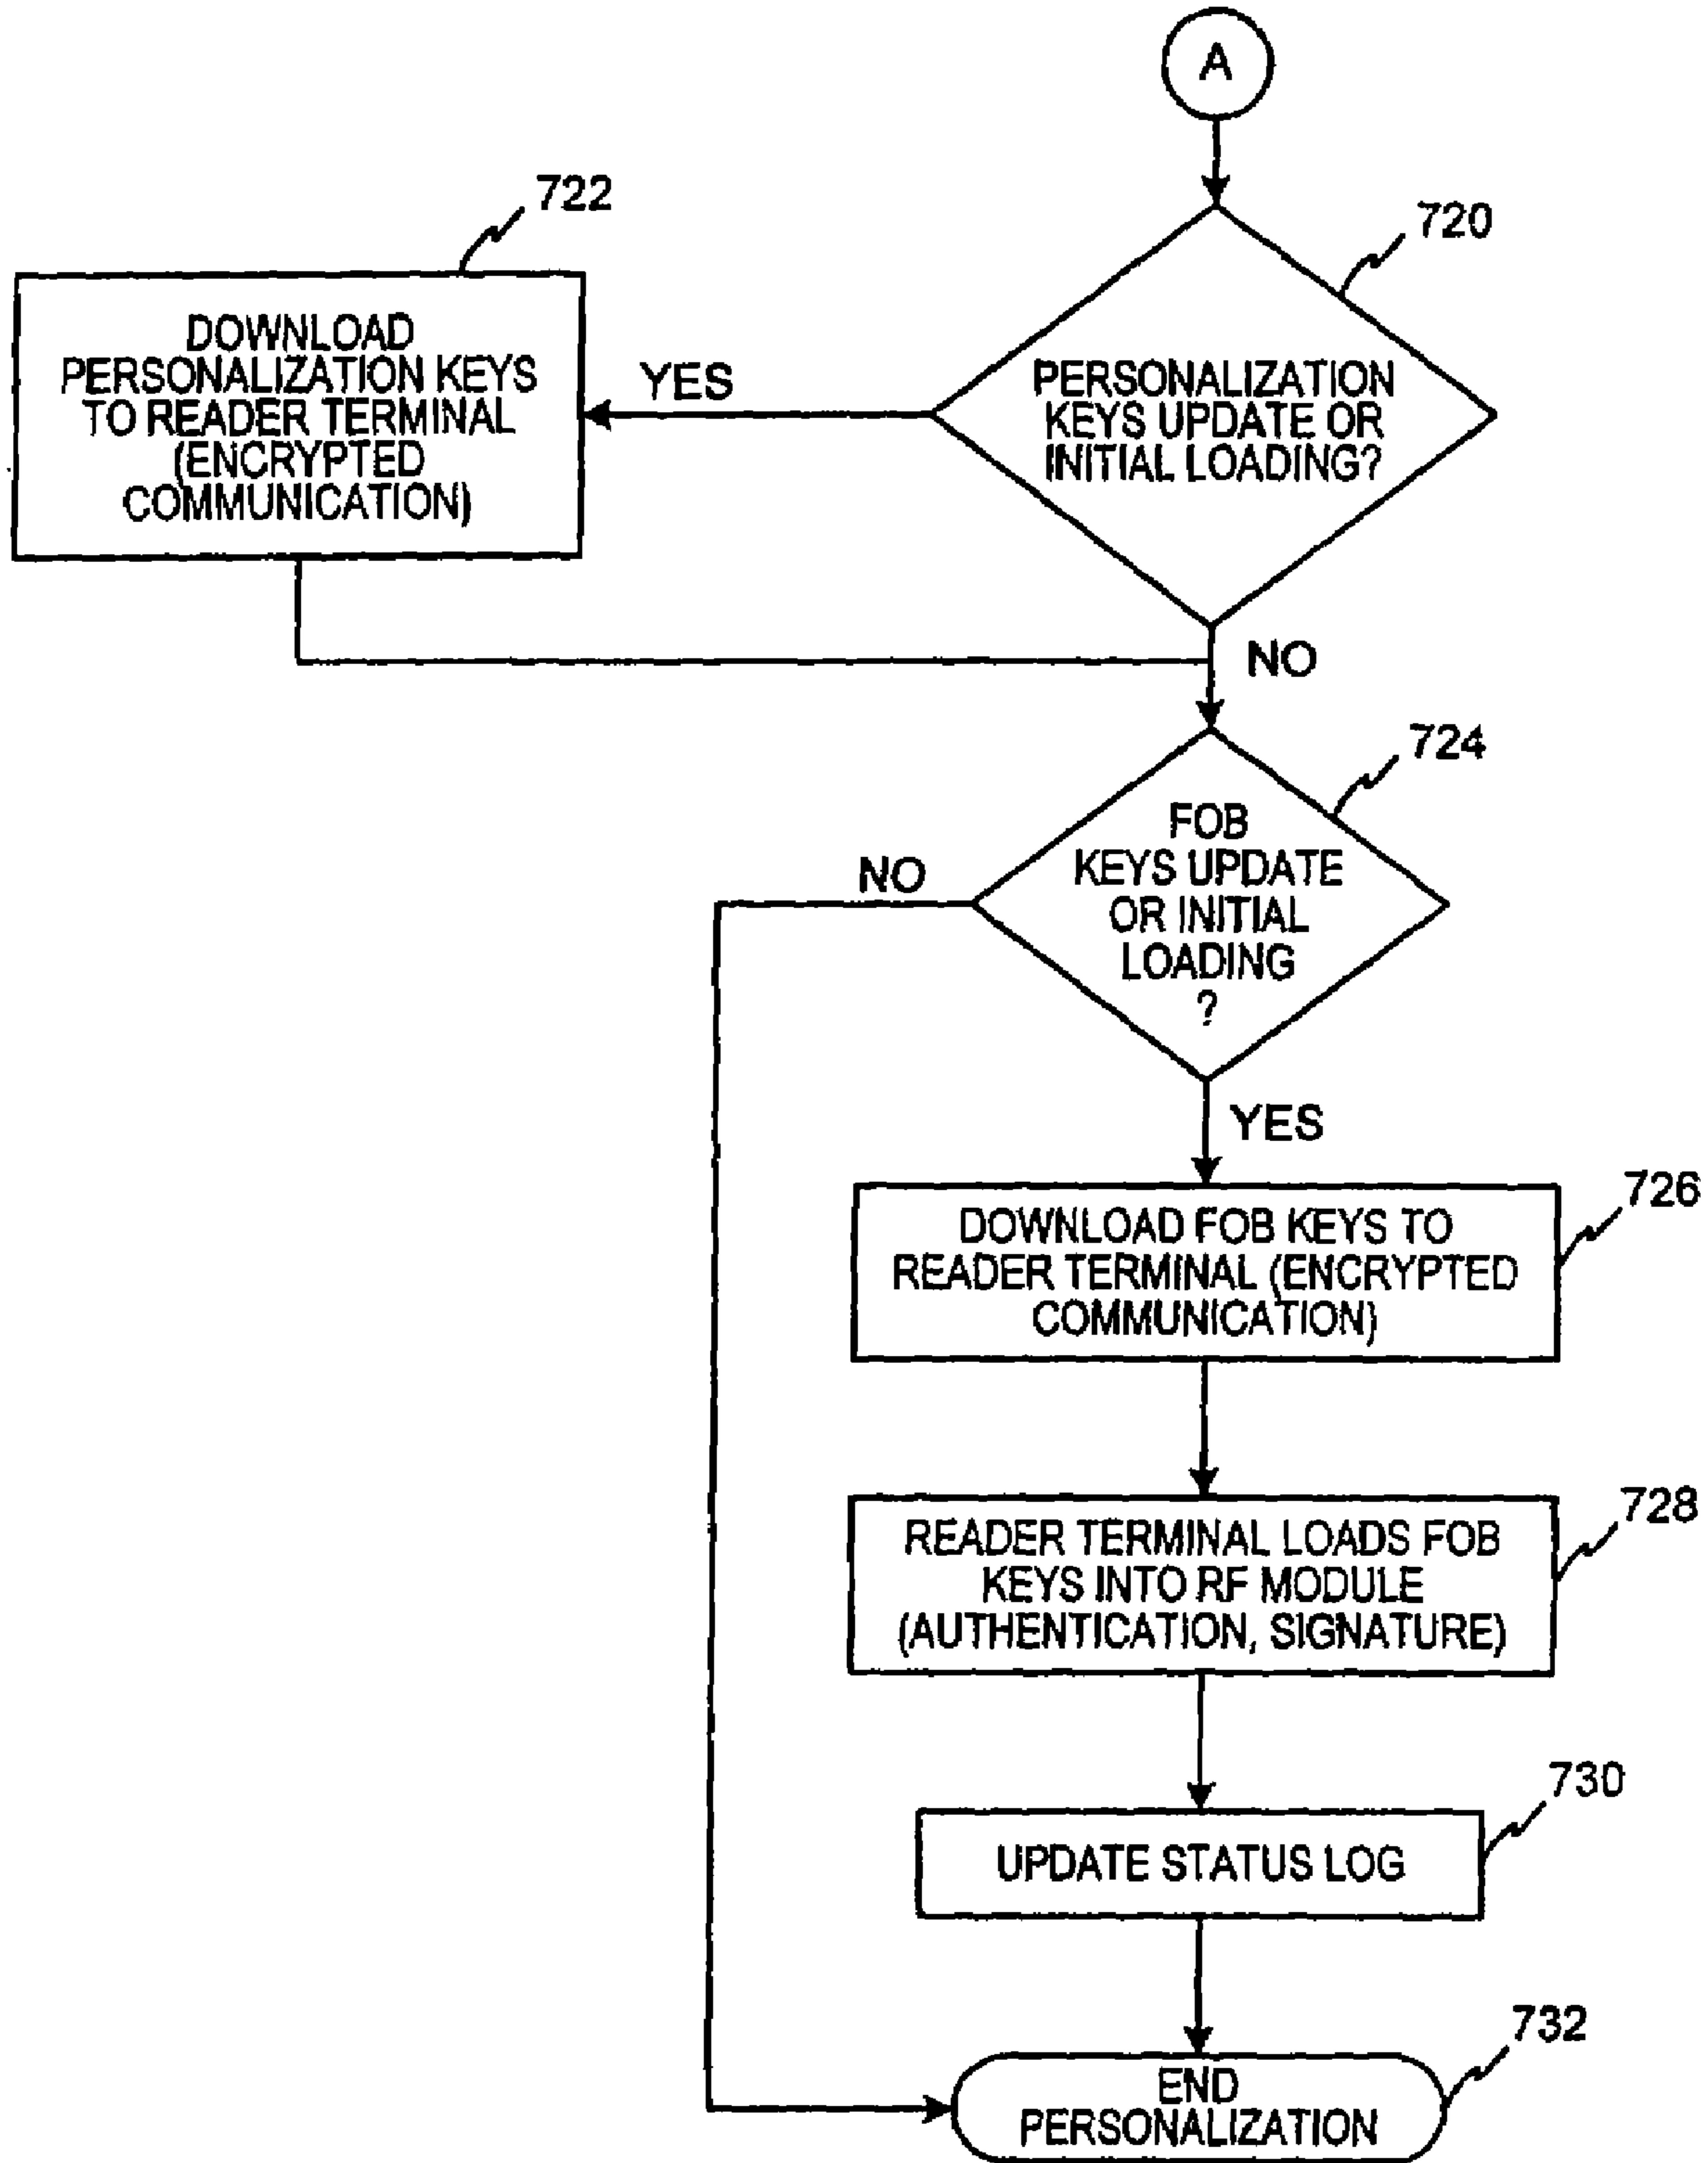 A
720
PERSONALIZATION
KEYS UPDATE OR
INITIAL LOADING?
722
DOWNLOAD
PERSONALIZATION KEYS
TO READER TERMINAL
(ENCRYPTED
COMMUNICATION)
YES
NO
724
FOB
KEYS UPDATE
OR INITIAL
LOADING
?
NO
YES
726
DOWNLOAD FOB KEYS TO
READER TERMINAL (ENCRYPTED
COMMUNICATION)
728
READER TERMINAL LOADS FOB
KEYS INTO RF MODULE
(AUTHENTICATION, SIGNATURE)
730
UPDATE STATUS LOG
732
END
PERSONALIZATION